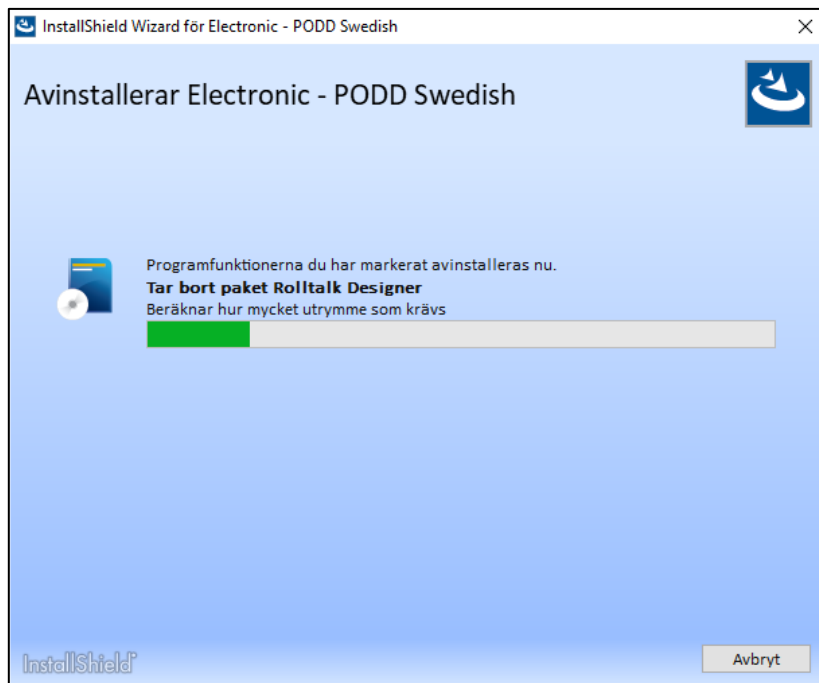 InstallShield Wizard för Electronic - PODD Swedish
Avinstallerar Electronic - PODD Swedish
Programfunktionerna du har markerat avinstalleras nu.
Tar bort paket Rolltalk Designer
Beräknar hur mycket utrymme som krävs
InstallShield
Avbryt